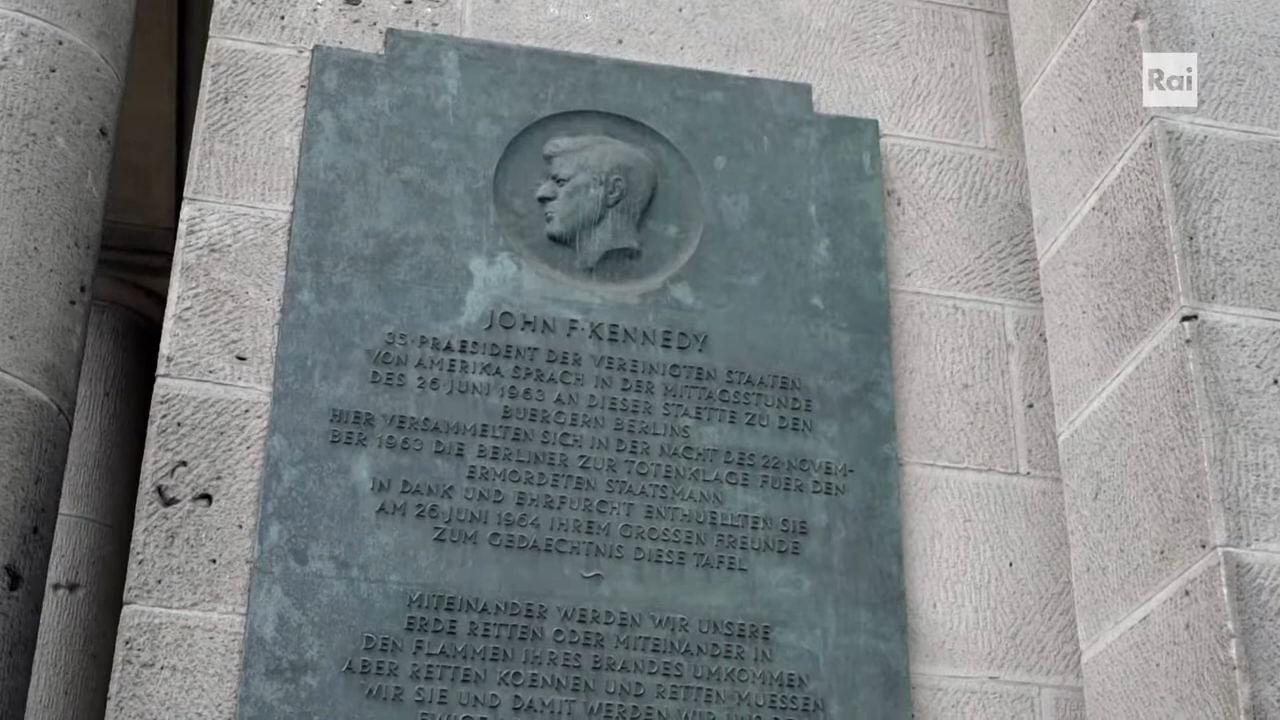 Rai
JOHN F·KENNEDY
35·PRAESIDENT DER VEREINIGTEN STAATEN
VON AMERIKA SPRACH IN DER MITTAGSSTUNDE
DES 26·JUNI 1963 AN DIESER STAETTE ZU DEN
BUERGERN BERLINS
HIER VERSAMMELTEN SICH IN DER NACHT DES 22·NOVEM-
BER 1963 DIE BERLINER ZUR TOTENKLAGE FUER DEN
ERMORDETEN STAATSMANN
IN DANK UND EHRFURCHT ENTHUELLTEN SIE
AM 26·JUNI 1964 IHREM GROSSEN FREUNDE
ZUM GEDAECHTNIS DIESE TAFEL
MITEINANDER WERDEN WIR UNSERE
ERDE RETTEN ODER MITEINANDER IN
DEN FLAMMEN IHRES BRANDES UMKOMMEN
ABER RETTEN KOENNEN UND RETTEN MUESSEN
WIR SIE UND DAMIT WERDEN WIR UNS